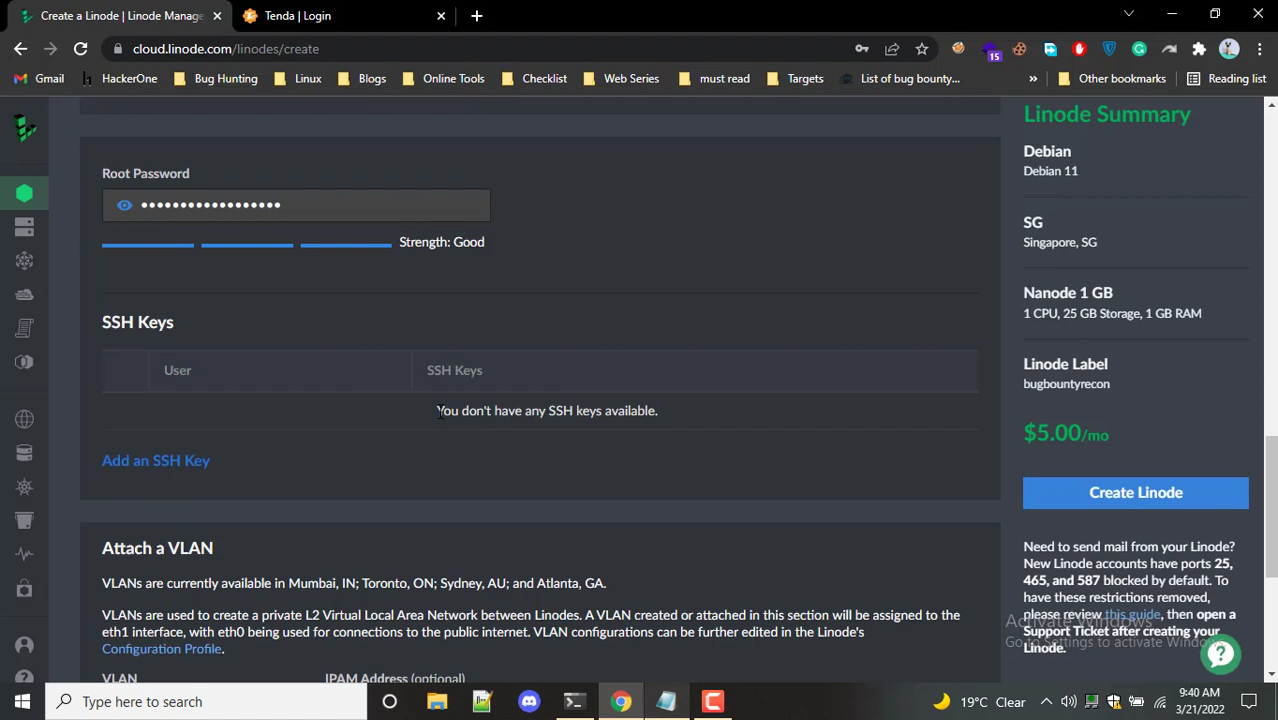 Create a Linode | Linode Manage
Tenda | Login
cloud.linode.com/linodes/create
15
Gmail
HackerOne
Bug Hunting
Linux
Blogs
Online Tools
Checklist
Web Series
must read
Targets
List of bug bounty...
»
Other bookmarks
Reading list
Root Password
••••••••••••••••••
Strength: Good
SSH Keys
User
SSH Keys
You don't have any SSH keys available.
Add an SSH Key
Attach a VLAN
VLANs are currently available in Mumbai, IN; Toronto, ON; Sydney, AU; and Atlanta, GA.
VLANs are used to create a private L2 Virtual Local Area Network between Linodes. A VLAN created or attached in this section will be assigned to the
eth1 interface, with eth0 being used for connections to the public internet. VLAN configurations can be further edited in the Linode's
Configuration Profile.
VLAN
IPAM Address (optional)
Linode Summary
Debian
Debian 11
SG
Singapore, SG
Nanode 1 GB
1 CPU, 25 GB Storage, 1 GB RAM
Linode Label
bugbountyrecon
$5.00/mo
Create Linode
Need to send mail from your Linode?
New Linode accounts have ports 25,
465, and 587 blocked by default. To
have these restrictions removed,
please review this guide, then open a
Support Ticket after creating your
Linode.
Activate Windows
Go to Settings to activate Windows.
Type here to search
19°C Clear
9:40 AM
3/21/2022